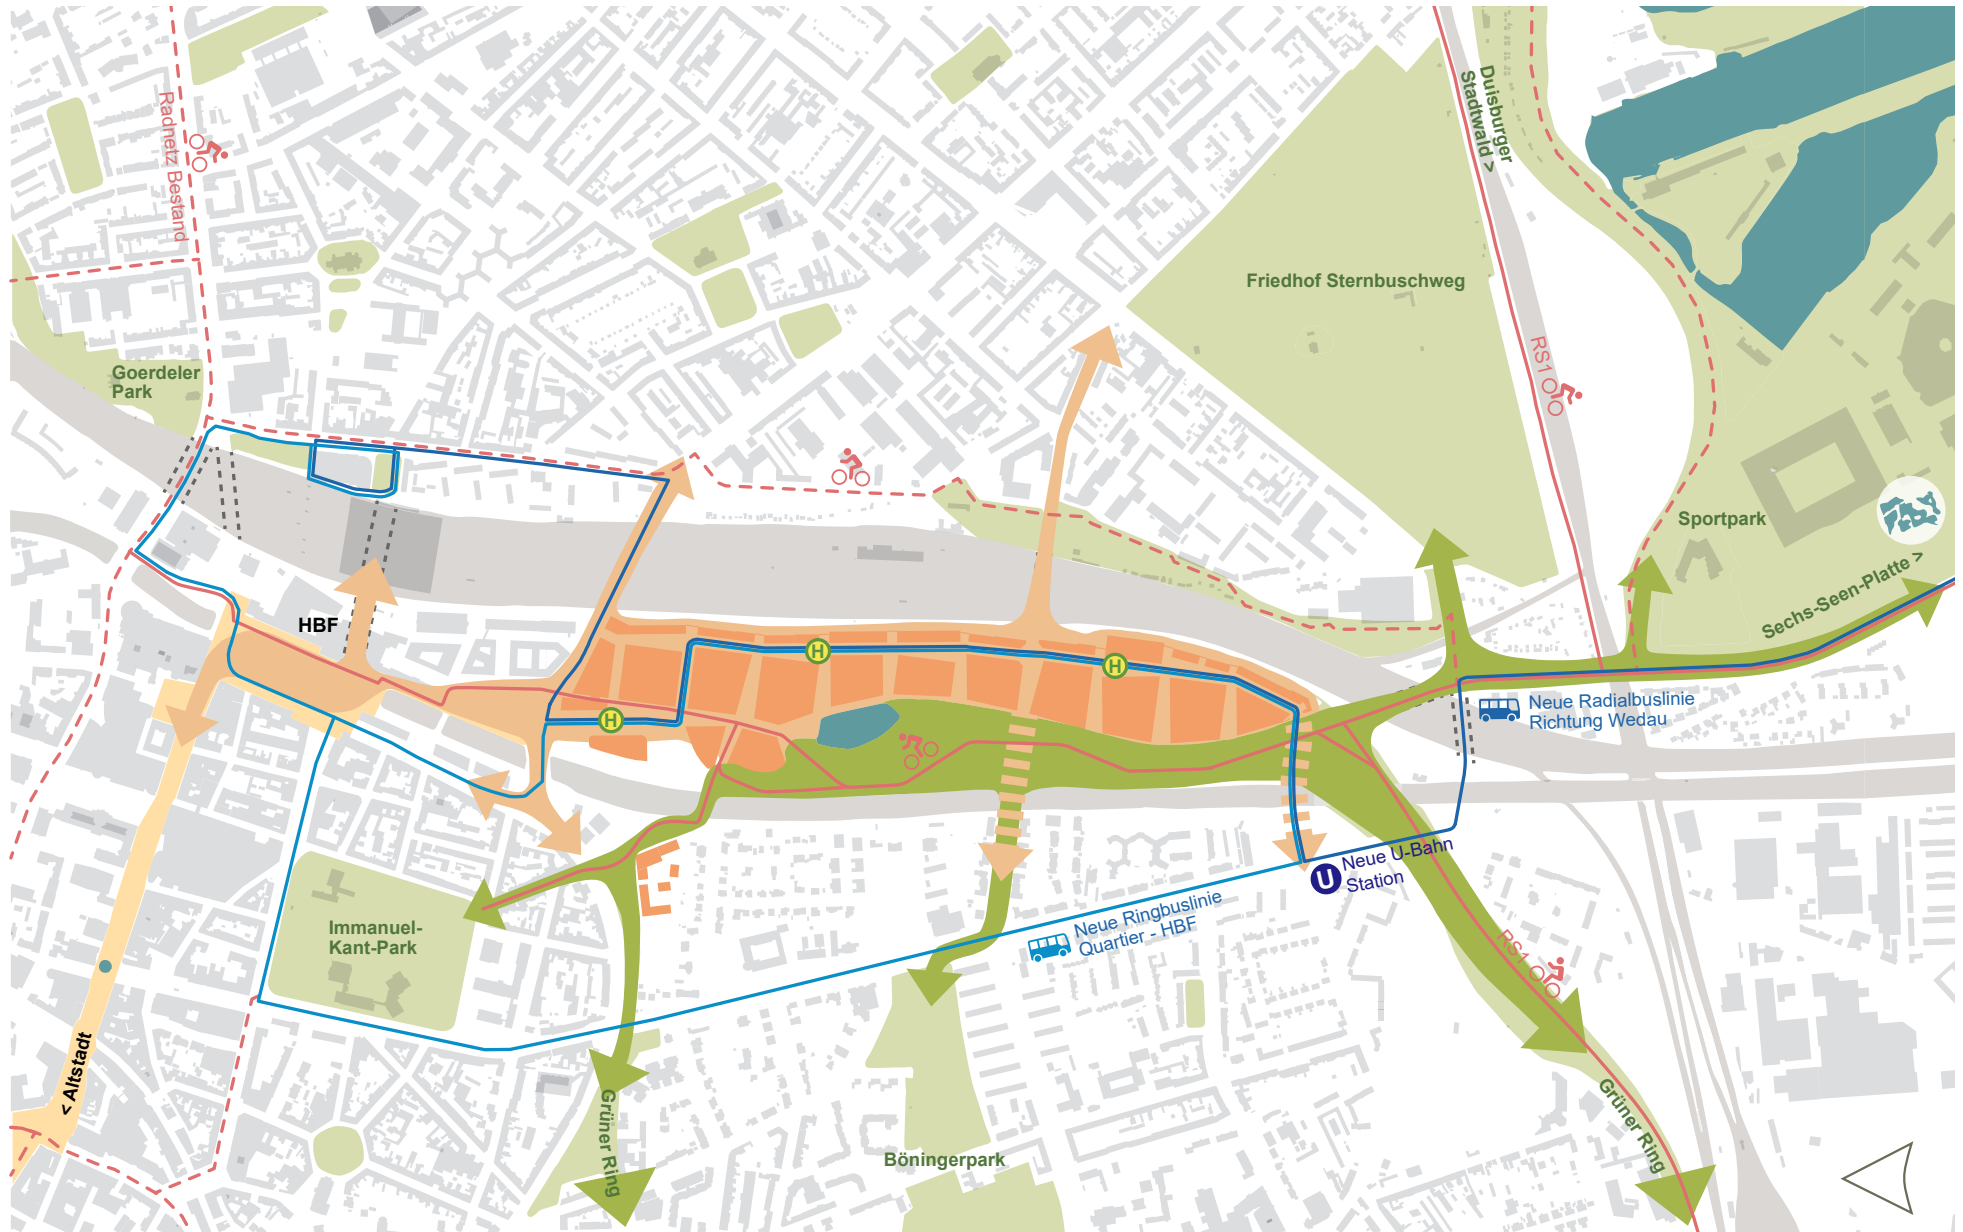 Radnetz Bestand
Duisburger
Stadtwald >
Friedhof Sternbuschweg
Goerdeler
Park
RS1
Sportpark
Sechs-Seen-Platte >
HBF
H
H
H
Neue Radialbuslinie
Richtung Wedau
U
Neue U-Bahn
Station
Immanuel-
Kant-Park
Neue Ringbuslinie
Quartier - HBF
RS1
< Altstadt
Grüner Ring
Böningerpark
Grüner Ring